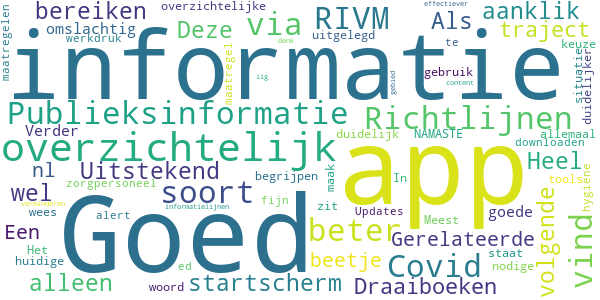 bereiken
overzichtelijke
effectiever
omslachtig
werkdruk
Deze
via
RIVM
uitgelegd
Als
te
aanklik
traject
keuze
maatregelen
informatie
maatregel
denk
iig
gebied
gebruik
content
situatie
duidelijker
Publieksinformatie
Richtlijnen
Verder
duidelijk
NAMASTE
allemaal
downloaden
overzichtelijk
app
nl
Uitstekend
begrijpen
maak
In
Heel
tools
hygiëne
zorgpersoneel
wel
soort
verminderen
informatielijnen
fijn
zit
Updates
Meest
goede
volgende
vind
wees
alert
Een
Goed
beter
Gerelateerde
Het
huidige
ed
beetje
Covid
staat
nodige
alleen
woord
startscherm
Draaiboeken